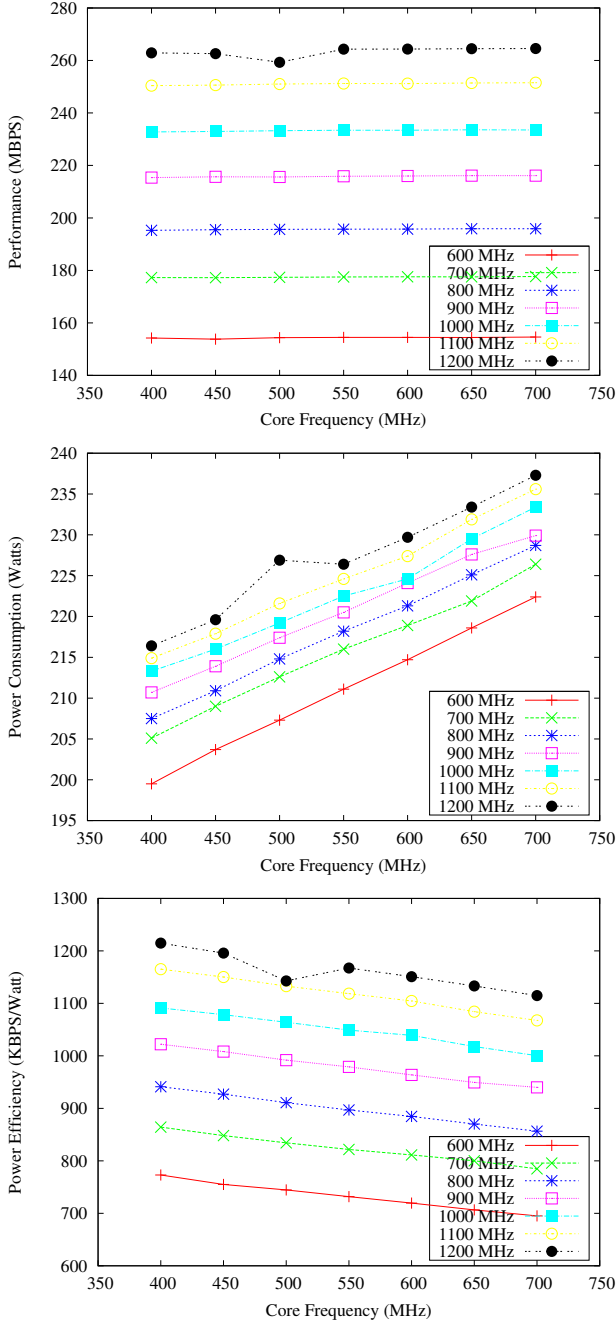 Performance (MBPS)
280
260
240
220
200
180
160
140
350
400
450
500
550
600
650
700
750
Core Frequency (MHz)
600 MHz
700 MHz
800 MHz
900 MHz
1000 MHz
1100 MHz
1200 MHz
Power Consumption (Watts)
240
235
230
225
220
215
210
205
200
195
350
400
450
500
550
600
650
700
750
Core Frequency (MHz)
600 MHz
700 MHz
800 MHz
900 MHz
1000 MHz
1100 MHz
1200 MHz
Power Efficiency (KBPS/Watt)
1300
1200
1100
1000
900
800
700
600
350
400
450
500
550
600
650
700
750
Core Frequency (MHz)
600 MHz
700 MHz
800 MHz
900 MHz
1000 MHz
1100 MHz
1200 MHz